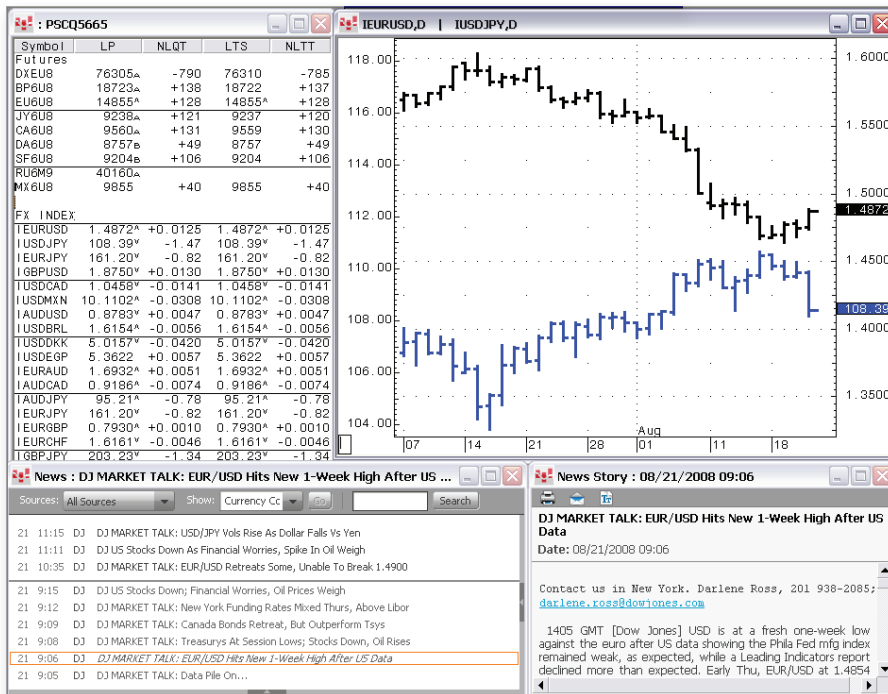 : PSCQ5665
Symbol LP NLQT LTS NLTT
Futures
DXEU8 76305▵ -790 76310 -785
BP6U8 18723▵ +138 18722 +137
EU6U8 14855▵ +128 14855^ +128
JY6U8 9238▵ +121 9237 +120
CA6U8 9560▵ +131 9559 +130
DA6U8 8757B +49 8757 +49
SF6U8 9204B +106 9204 +106
RU6M9 40160▵
MX6U8 9855 +40 9855 +40
FX INDEX
IEURUSD 1.4872^ +0.0125 1.4872^ +0.0125
IUSDJPY 108.39v -1.47 108.39v -1.47
IEURJPY 161.20v -0.82 161.20v -0.82
IGBPUSD 1.8750v +0.0130 1.8750v +0.0130
IUSDCAD 1.0458v -0.0141 1.0458v -0.0141
IUSDMXN 10.1102^ -0.0308 10.1102^ -0.0308
IAUDUSD 0.8783v +0.0047 0.8783v +0.0047
IUSDBRL 1.6154^ -0.0056 1.6154^ -0.0056
IUSDDKK 5.0157v -0.0420 5.0157v -0.0420
IUSDEGP 5.3622 +0.0057 5.3622 +0.0057
IEURAUD 1.6932^ +0.0051 1.6932^ +0.0051
IAUDCAD 0.9186^ -0.0074 0.9186^ -0.0074
IAUDJPY 95.21^ -0.78 95.21^ -0.78
IEURJPY 161.20v -0.82 161.20v -0.82
IEURGBP 0.7930^ +0.0010 0.7930^ +0.0010
IEURCHF 1.6161v -0.0046 1.6161v -0.0046
IGBPJPY 203.23v -1.34 203.23v -1.34
IEURUSD,D | IUSDJPY,D
118.00
116.00
114.00
112.00
110.00
108.00
106.00
104.00
1.6000
1.5500
1.5000
1.4872
1.4500
108.39
1.4000
1.3500
Aug
07 14 21 28 01 11 18
News : DJ MARKET TALK: EUR/USD Hits New 1-Week High After US ...
Sources: All Sources Show: Currency Cc Go Search
21 11:15 DJ DJ MARKET TALK: USD/JPY Vols Rise As Dollar Falls Vs Yen
21 11:11 DJ DJ US Stocks Down As Financial Worries, Spike In Oil Weigh
21 10:35 DJ DJ MARKET TALK: EUR/USD Retreats Some, Unable To Break 1.4900
21 9:15 DJ DJ US Stocks Down; Financial Worries, Oil Prices Weigh
21 9:12 DJ DJ MARKET TALK: New York Funding Rates Mixed Thurs, Above Libor
21 9:09 DJ DJ MARKET TALK: Canada Bonds Retreat, But Outperform Tsys
21 9:08 DJ DJ MARKET TALK: Treasurys At Session Lows; Stocks Down, Oil Rises
21 9:06 DJ DJ MARKET TALK: EUR/USD Hits New 1-Week High After US Data
21 9:05 DJ DJ MARKET TALK: Data Pile On...
News Story : 08/21/2008 09:06
DJ MARKET TALK: EUR/USD Hits New 1-Week High After US
Data
Date: 08/21/2008 09:06
Contact us in New York. Darlene Ross, 201 938-2085;
darlene.ross@dowjones.com
1405 GMT [Dow Jones] USD is at a fresh one-week low
against the euro after US data showing the Phila Fed mfg index
remained weak, as expected, while a Leading Indicators report
declined more than expected. Early Thu, EUR/USD at 1.4854